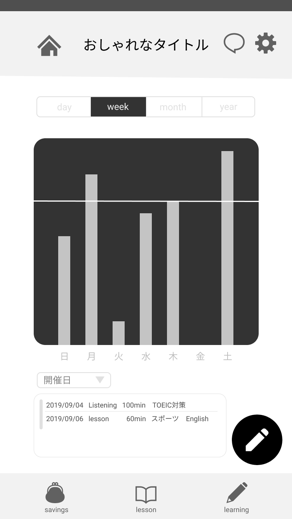 おしゃれなタイトル
day week month year
日 月 火 水 木 金 土
開催日
2019/09/04 Listening 100min TOEIC対策
2019/09/06 lesson 60min スポーツ English
savings lesson learning